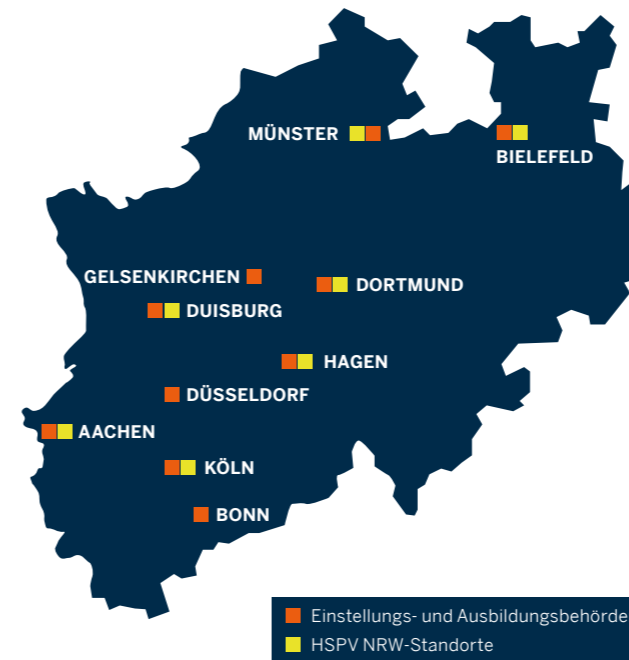 MÜNSTER
BIELEFELD
GELSENKIRCHEN
DORTMUND
DUISBURG
HAGEN
DÜSSELDORF
AACHEN
KÖLN
BONN
Einstellungs- und Ausbildungsbehörde
HSPV NRW-Standorte